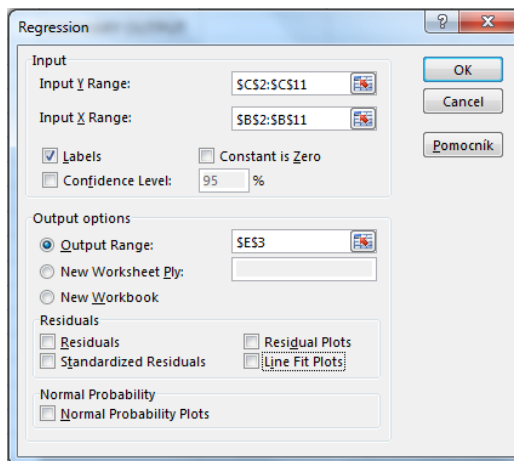 Regression
Input
Input Y Range: $C$2:$C$11
Input X Range: $B$2:$B$11
Labels Constant is Zero
Confidence Level: 95 %
OK
Cancel
Pomocník
Output options
Output Range: $E$3
New Worksheet Ply:
New Workbook
Residuals
Residuals Residual Plots
Standardized Residuals Line Fit Plots
Normal Probability
Normal Probability Plots